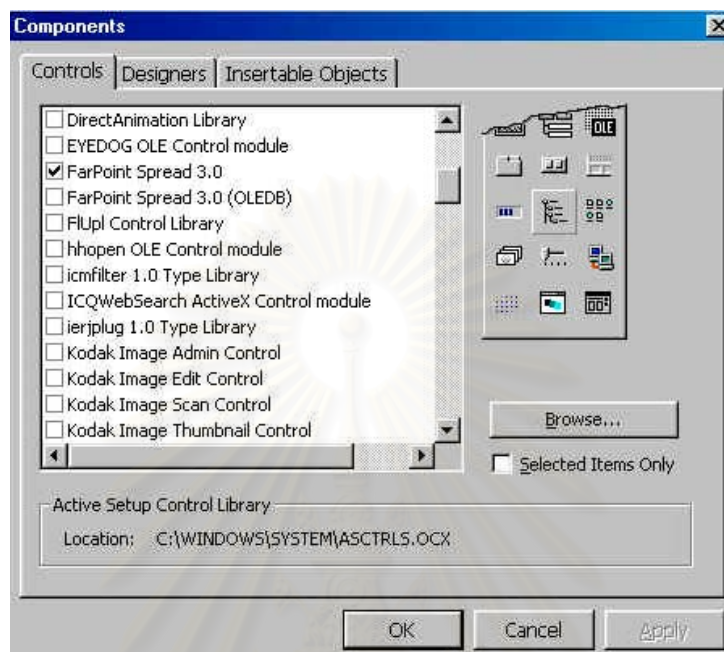 Components
Controls
Designers
Insertable Objects
DirectAnimation Library
EYEDOG OLE Control module
FarPoint Spread 3.0
FarPoint Spread 3.0 (OLEDB)
FlUpl Control Library
hhopen OLE Control module
icmfilter 1.0 Type Library
ICQWebSearch ActiveX Control module
ierjplug 1.0 Type Library
Kodak Image Admin Control
Kodak Image Edit Control
Kodak Image Scan Control
Kodak Image Thumbnail Control
OLE
Browse...
Selected Items Only
Active Setup Control Library
Location: C:\WINDOWS\SYSTEM\ASCTRLS.OCX
OK
Cancel
Apply